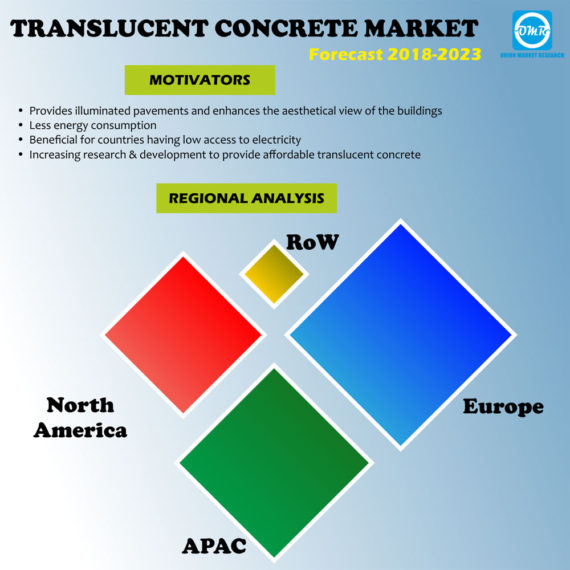 TRANSLUCENT CONCRETE MARKET
DMR
ORION MARKET RESEARCH
Forecast 2018-2023
MOTIVATORS
• Provides illuminated pavements and enhances the aesthetical view of the buildings
• Less energy consumption
• Beneficial for countries having low access to electricity
• Increasing research & development to provide affordable translucent concrete
REGIONAL ANALYSIS
RoW
North
America
Europe
APAC